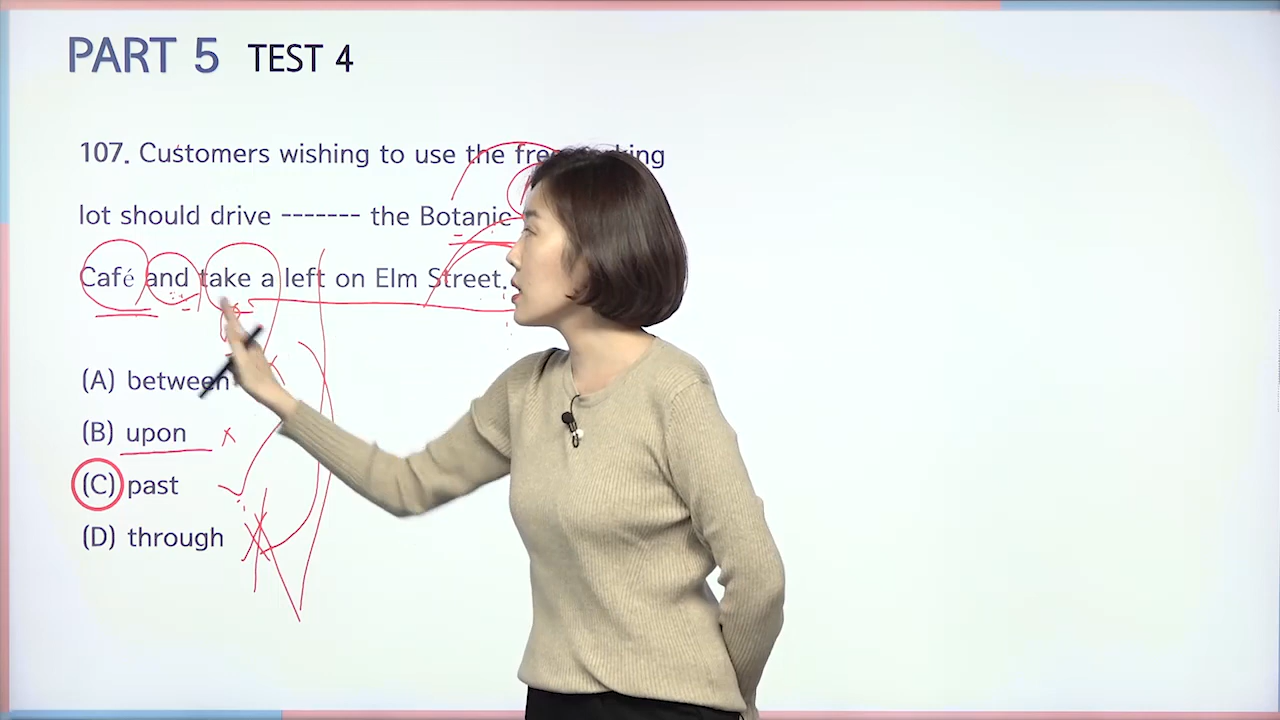 PART 5 TEST 4
107. Customers wishing to use the
lot should drive ------- the Botanic
Café and take a left on Elm Street.
(A) between
(B) upon
(C) past
(D) through